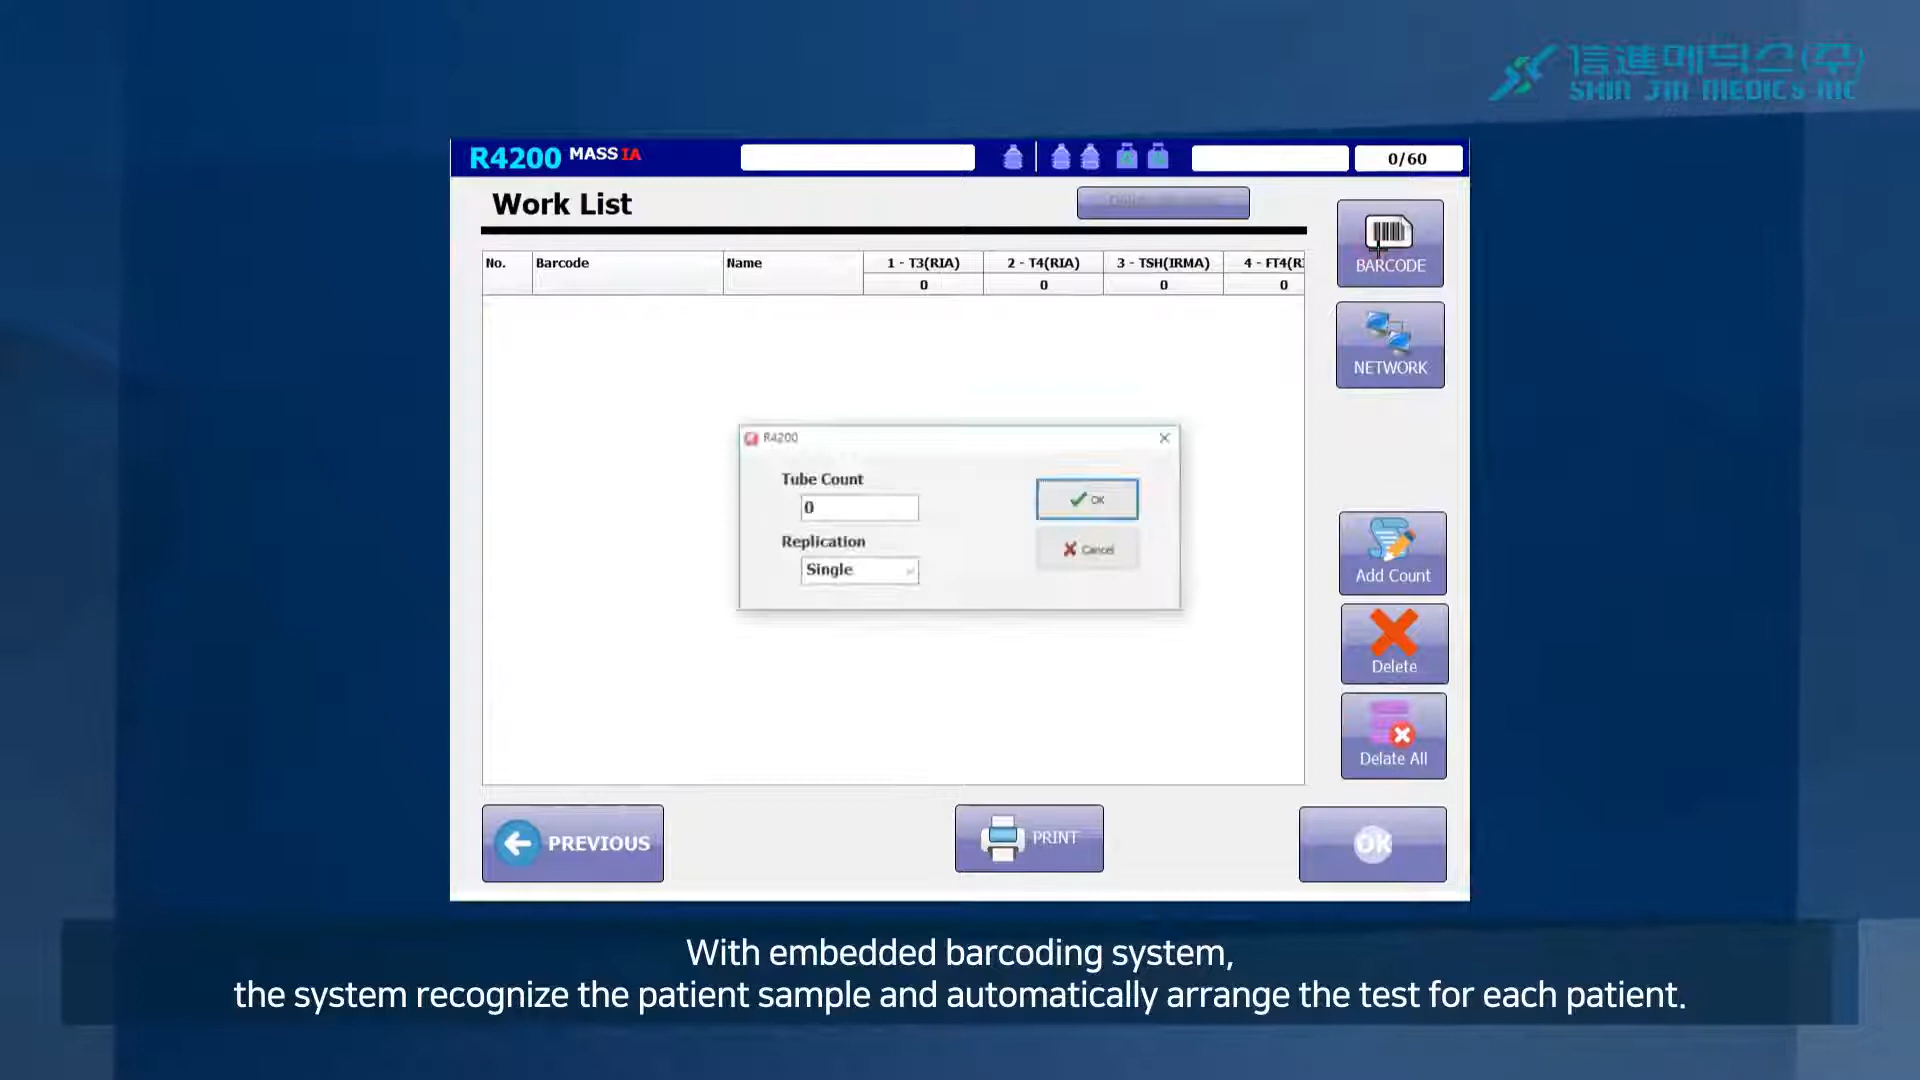 信進메딕스(주)
SHIN JIN MEDICS INC
R4200 MASS IA
0/60
Work List
No. Barcode Name 1 - T3(RIA) 2 - T4(RIA) 3 - TSH(IRMA) 4 - FT4(RI
0 0 0 0
BARCODE
NETWORK
R4200
Tube Count
0
OK
Replication
Single
Cancel
Add Count
Delete
Delate All
PREVIOUS
PRINT
OK
With embedded barcoding system,
the system recognize the patient sample and automatically arrange the test for each patient.